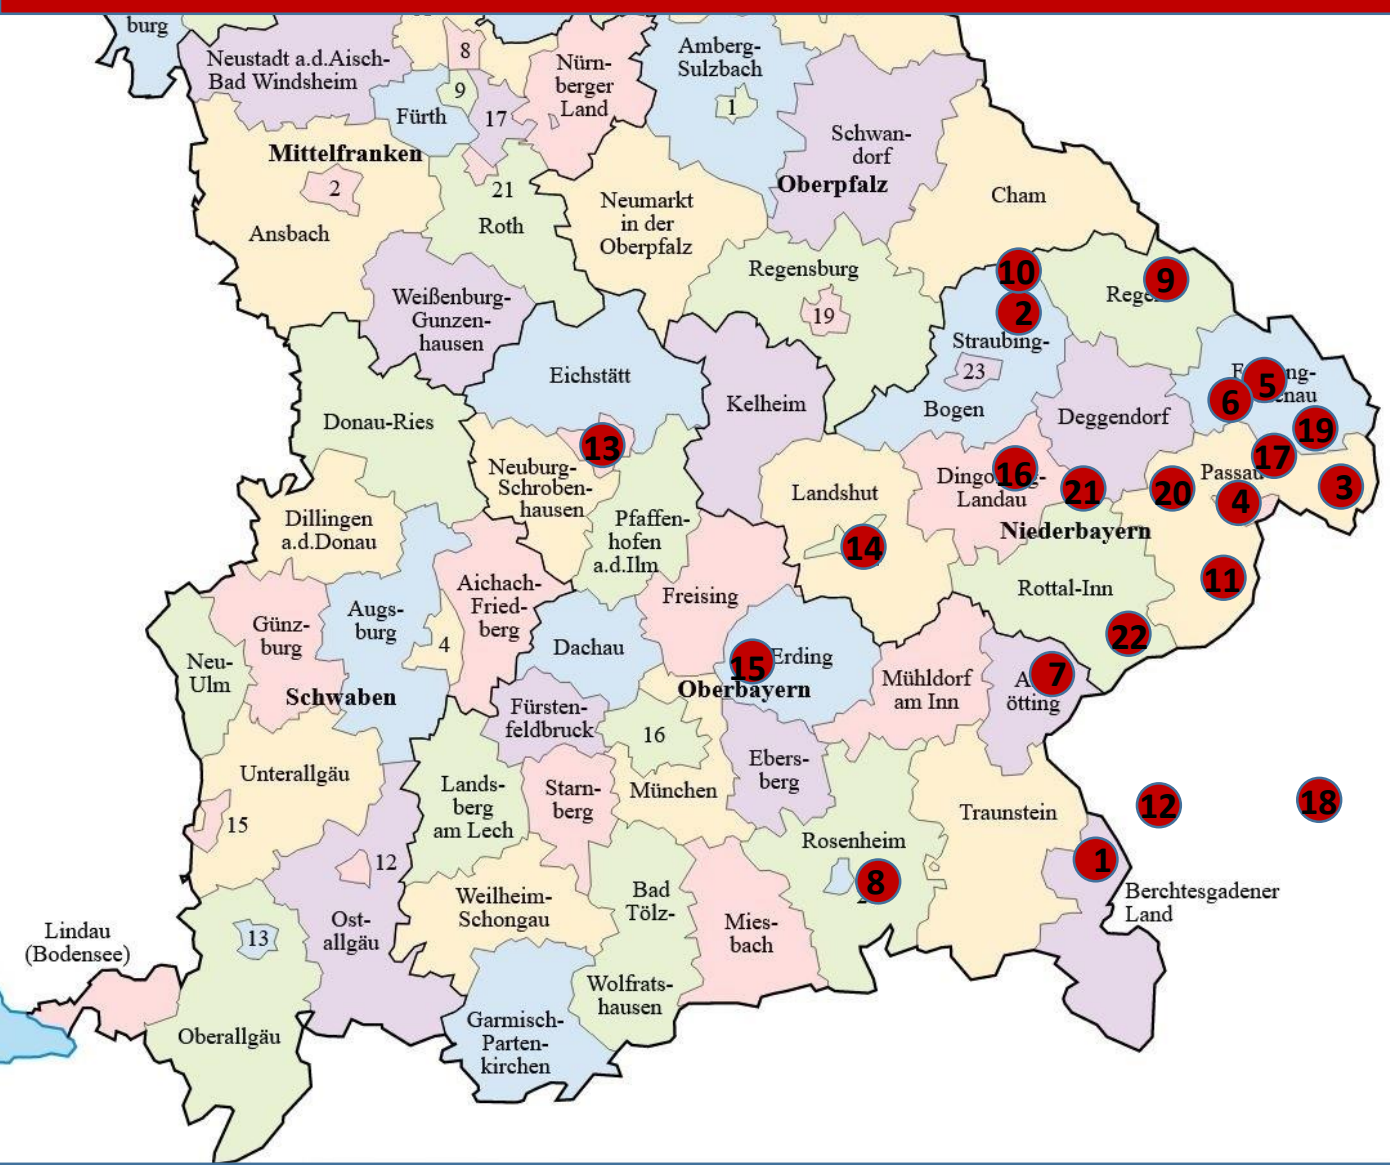 burg
Neustadt a.d.Aisch-
Bad Windsheim
8
9
Fürth
17
Nürn-
berger
Land
Amberg-
Sulzbach
1
Schwan-
dorf
Oberpfalz
Cham
Mittelfranken
2
Ansbach
21
Roth
Neumarkt
in der
Oberpfalz
Regensburg
19
10
2
Straubing-
23
Bogen
9
Weißenburg-
Gunzen-
hausen
Eichstätt
Kelheim
Deggendorf
5
6
19
17
Passau
3
4
20
Donau-Ries
13
Neuburg-
Schroben-
hausen
Landshut
14
16
Landau
21
Niederbayern
Dillingen
a.d.Donau
Pfaffen-
hofen
a.d.Ilm
11
Rottal-Inn
22
Aichach-
Fried-
berg
Freising
Günz-
burg
Augs-
burg
4
Dachau
15
Erding
Oberbayern
Mühldorf
am Inn
7
ötting
Neu-
Ulm
Schwaben
Fürsten-
feldbruck
16
Ebers-
berg
Unterallgäu
Lands-
berg
am Lech
Starn-
berg
München
Traunstein
12
18
15
12
Rosenheim
8
1
Berchtesgadener
Land
Weilheim-
Schongau
Bad
Tölz-
Mies-
bach
Lindau
(Bodensee)
13
Ost-
allgäu
Wolfrats-
hausen
Oberallgäu
Garmisch-
Parten-
kirchen